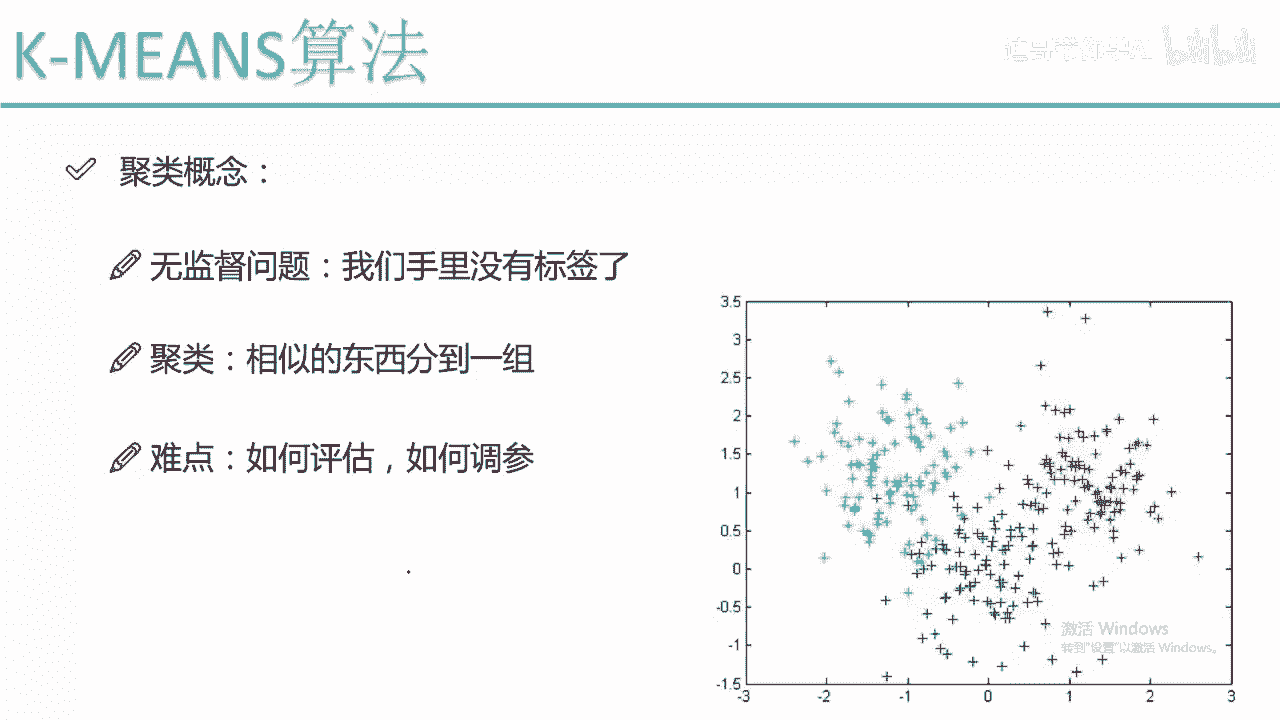 K-MEANS算法
bilibili
聚类概念：
无监督问题：我们手里没有标签了
聚类：相似的东西分到一组
难点：如何评估，如何调参
3.5
3
2.5
2
1.5
1
0.5
0
-0.5
-1
-1.5
-3
-2
-1
0
1
2
3
激活 Windows
转到"设置"以激活 Windows。